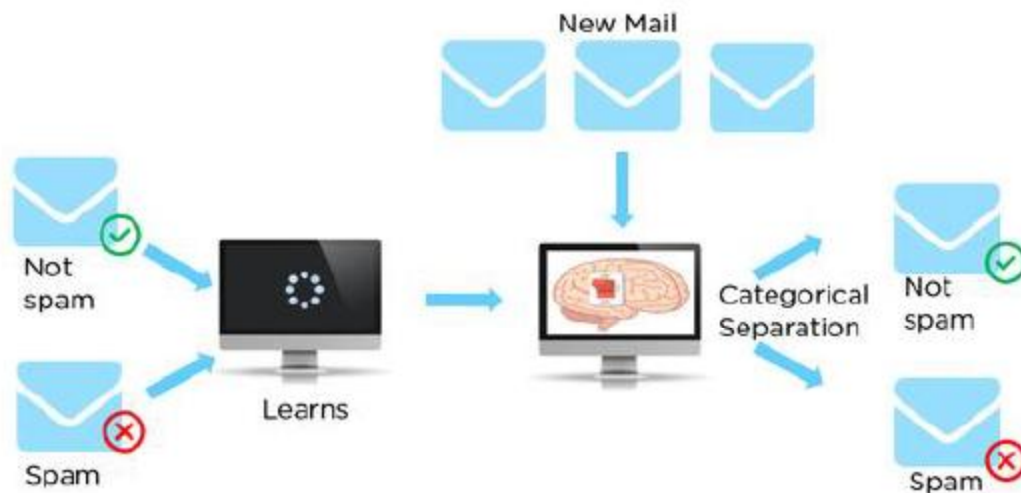 New Mail
Not
spam
Spam
Learns
Categorical
Separation
Not
spam
Spam